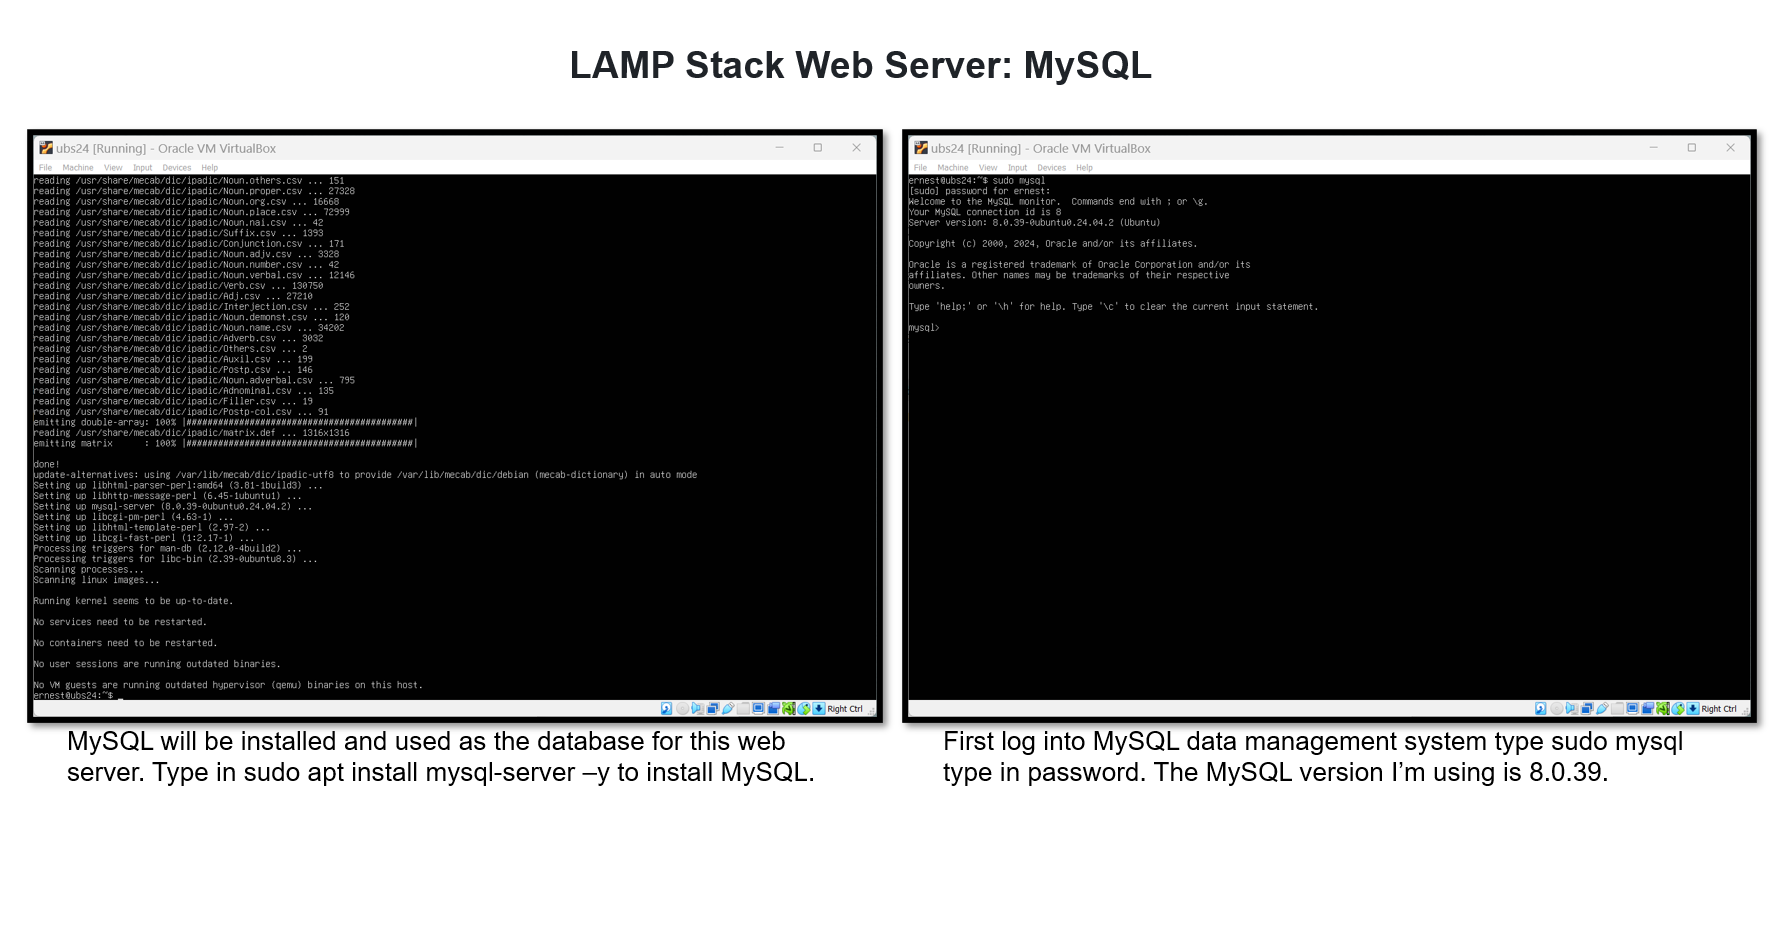 LAMP Stack Web Server: MySQL
ubs24 [Running] - Oracle VM VirtualBox
File Machine View Input Devices Help
reading /usr/share/mecab/dic/ipadic/Noun.others.csv ... 151
reading /usr/share/mecab/dic/ipadic/Noun.proper.csv ... 27328
reading /usr/share/mecab/dic/ipadic/Noun.org.csv ... 16668
reading /usr/share/mecab/dic/ipadic/Noun.place.csv ... 72999
reading /usr/share/mecab/dic/ipadic/Noun.nai.csv ... 42
reading /usr/share/mecab/dic/ipadic/Suffix.csv ... 1393
reading /usr/share/mecab/dic/ipadic/Conjunction.csv ... 171
reading /usr/share/mecab/dic/ipadic/Noun.adjv.csv ... 3328
reading /usr/share/mecab/dic/ipadic/Noun.number.csv ... 42
reading /usr/share/mecab/dic/ipadic/Noun.verbal.csv ... 12146
reading /usr/share/mecab/dic/ipadic/Verb.csv ... 130750
reading /usr/share/mecab/dic/ipadic/Adj.csv ... 27210
reading /usr/share/mecab/dic/ipadic/Interjection.csv ... 252
reading /usr/share/mecab/dic/ipadic/Noun.demonst.csv ... 120
reading /usr/share/mecab/dic/ipadic/Noun.name.csv ... 34202
reading /usr/share/mecab/dic/ipadic/Adverb.csv ... 3032
reading /usr/share/mecab/dic/ipadic/Others.csv ... 2
reading /usr/share/mecab/dic/ipadic/Auxil.csv ... 199
reading /usr/share/mecab/dic/ipadic/Postp.csv ... 146
reading /usr/share/mecab/dic/ipadic/Noun.adverbal.csv ... 795
reading /usr/share/mecab/dic/ipadic/Adnominal.csv ... 135
reading /usr/share/mecab/dic/ipadic/Filler.csv ... 19
reading /usr/share/mecab/dic/ipadic/Postp-col.csv ... 91
emitting double-array: 100% |###########################################|
reading /usr/share/mecab/dic/ipadic/matrix.def ... 1316x1316
emitting matrix      : 100% |###########################################|
done!
update-alternatives: using /var/lib/mecab/dic/ipadic-utf8 to provide /var/lib/mecab/dic/debian (mecab-dictionary) in auto mode
Setting up libhtml-parser-perl:amd64 (3.81-1build3) ...
Setting up libhttp-message-perl (6.45-1ubuntu1) ...
Setting up mysql-server (8.0.39-0ubuntu0.24.04.2) ...
Setting up libcgi-pm-perl (4.63-1) ...
Setting up libhtml-template-perl (2.97-2) ...
Setting up libcgi-fast-perl (1:2.17-1) ...
Processing triggers for man-db (2.12.0-4build2) ...
Processing triggers for libc-bin (2.39-0ubuntu8.3) ...
Scanning processes...
Scanning linux images...
Running kernel seems to be up-to-date.
No services need to be restarted.
No containers need to be restarted.
No user sessions are running outdated binaries.
No VM guests are running outdated hypervisor (qemu) binaries on this host.
ernest@ubs24:~$ _
Right Ctrl
MySQL will be installed and used as the database for this web
server. Type in sudo apt install mysql-server –y to install MySQL.
ubs24 [Running] - Oracle VM VirtualBox
File Machine View Input Devices Help
ernest@ubs24:~$ sudo mysql
[sudo] password for ernest:
Welcome to the MySQL monitor.  Commands end with ; or \g.
Your MySQL connection id is 8
Server version: 8.0.39-0ubuntu0.24.04.2 (Ubuntu)
Copyright (c) 2000, 2024, Oracle and/or its affiliates.
Oracle is a registered trademark of Oracle Corporation and/or its
affiliates. Other names may be trademarks of their respective
owners.
Type 'help;' or '\h' for help. Type '\c' to clear the current input statement.
mysql>
Right Ctrl
First log into MySQL data management system type sudo mysql
type in password. The MySQL version I’m using is 8.0.39.